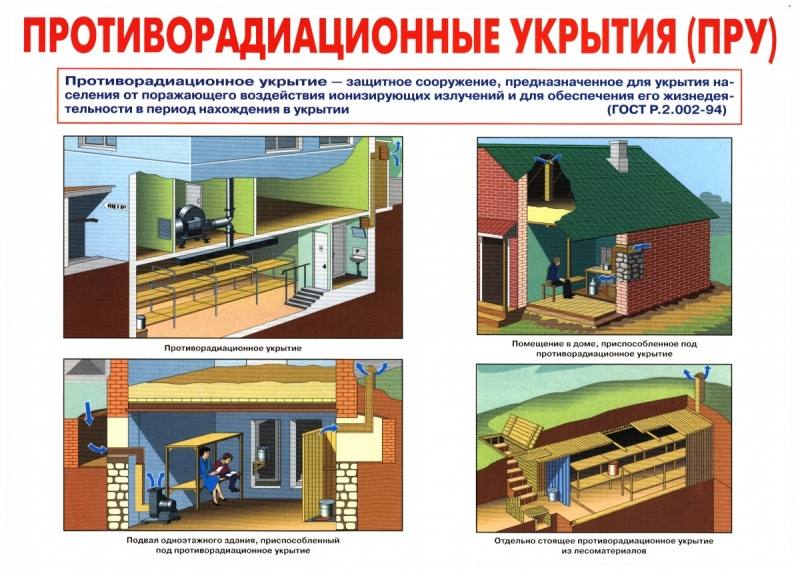 ПРОТИВОРАДИАЦИОННЫЕ УКРЫТИЯ (ПРУ)
Противорадиационное укрытие — защитное сооружение, предназначенное для укрытия на-
селения от поражающего воздействия ионизирующих излучений и для обеспечения его жизнедея-
тельности в период нахождения в укрытии (ГОСТ Р.2.002-94)
ВХОД В ПРУ
Противорадиационное укрытие
Помещение в доме, приспособленное под
противорадиационное укрытие
Подвал одноэтажного здания, приспособленный
под противорадиационное укрытие
Отдельно стоящее противорадиационное укрытие
из лесоматериалов